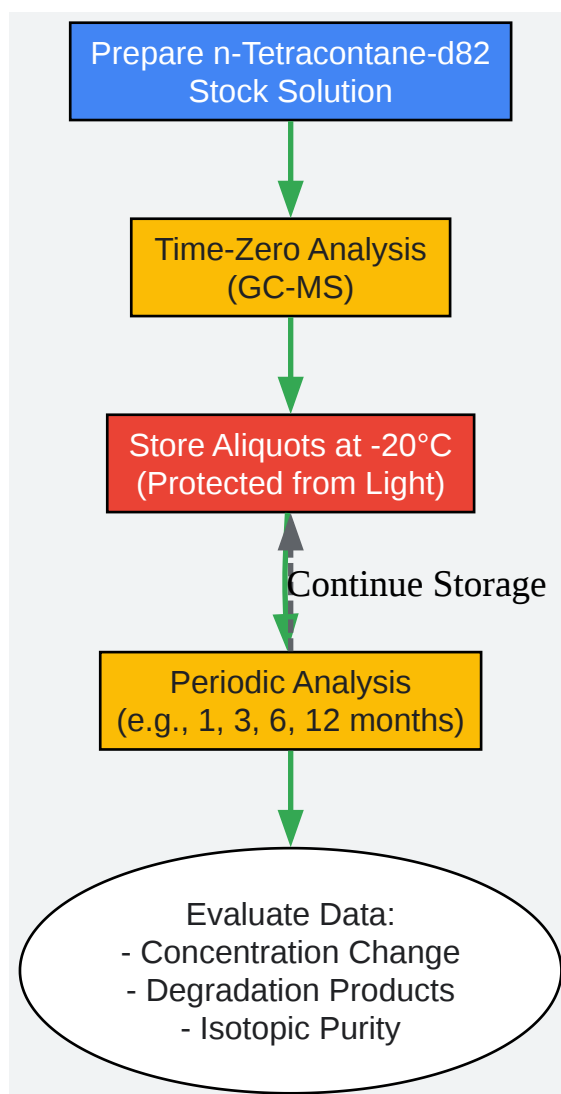 Prepare n-Tetracontane-d82
Stock Solution
Time-Zero Analysis
(GC-MS)
Store Aliquots at -20°C
(Protected from Light)
Continue Storage
Periodic Analysis
(e.g., 1, 3, 6, 12 months)
Evaluate Data:
- Concentration Change
- Degradation Products
- Isotopic Purity